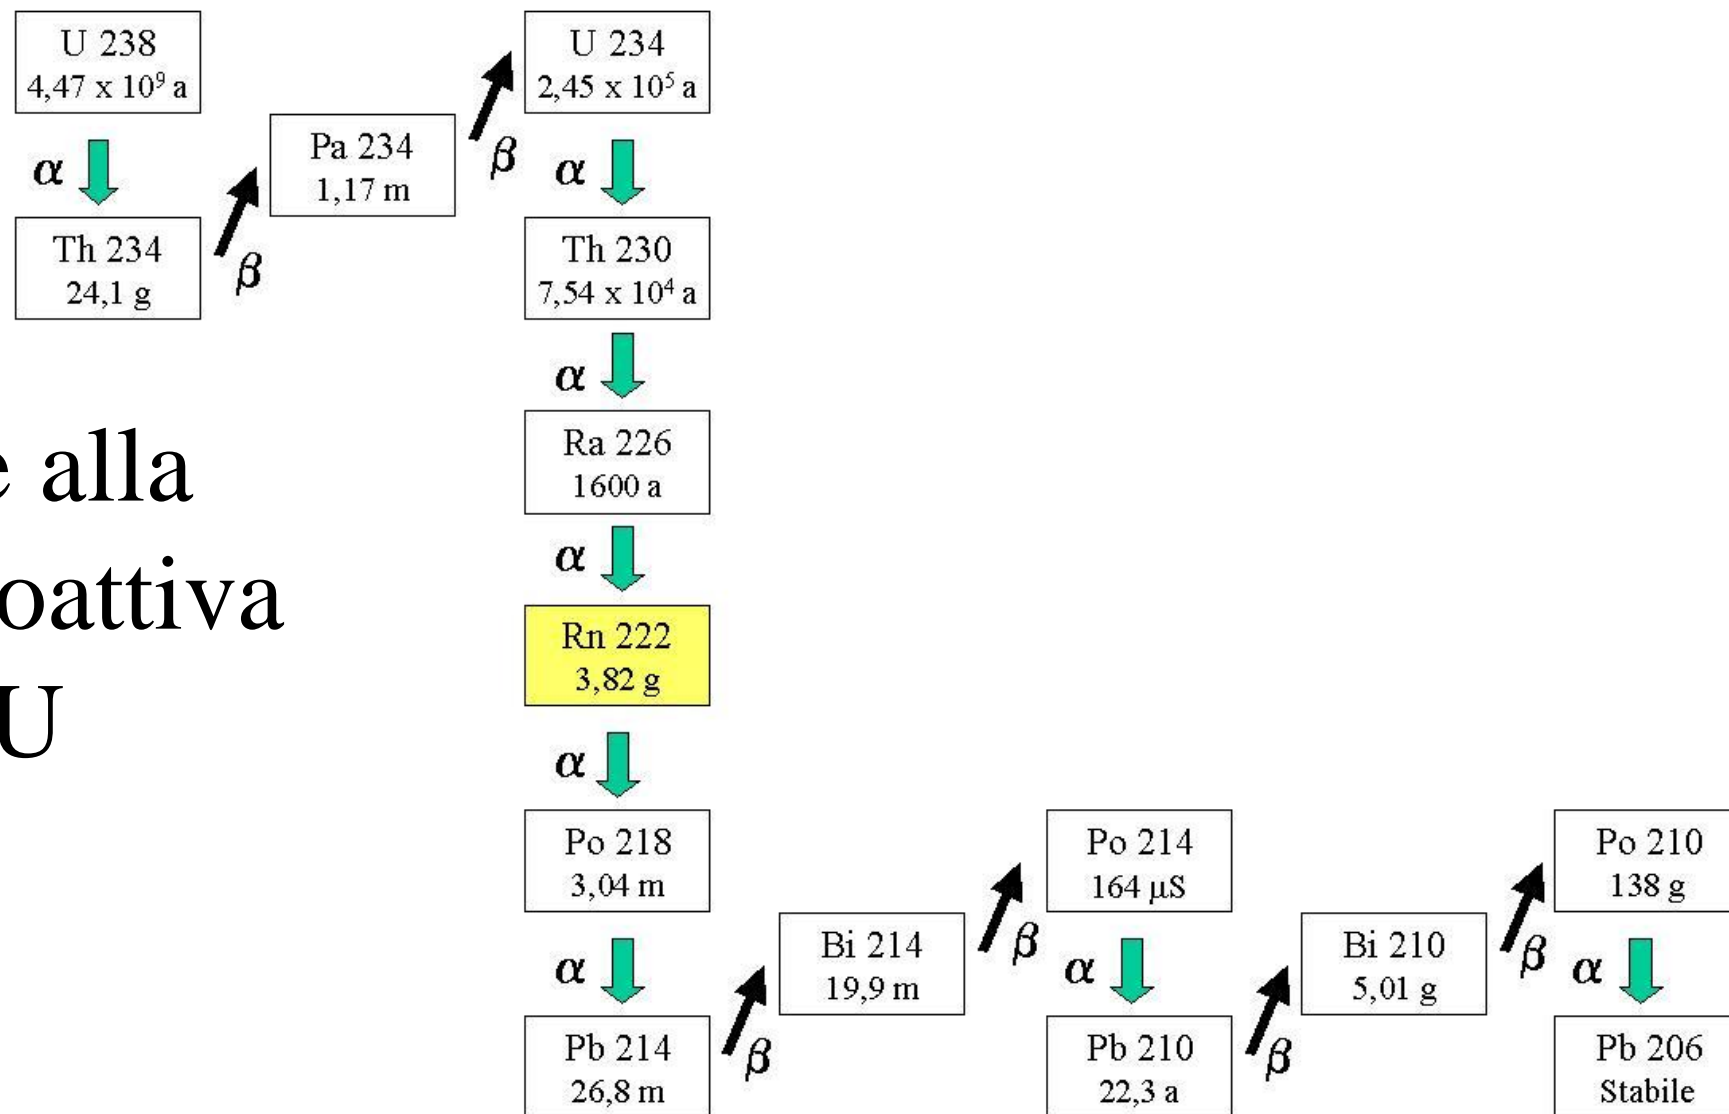 U 238
4,47 x 10⁹ a
α
Th 234
24,1 g
β
Pa 234
1,17 m
β
U 234
2,45 x 10⁵ a
α
Th 230
7,54 x 10⁴ a
α
Ra 226
1600 a
α
Rn 222
3,82 g
α
Po 218
3,04 m
α
Pb 214
26,8 m
β
Bi 214
19,9 m
β
Po 214
164 μS
α
Pb 210
22,3 a
β
Bi 210
5,01 g
β
Po 210
138 g
α
Pb 206
Stabile
e alla
oattiva
U